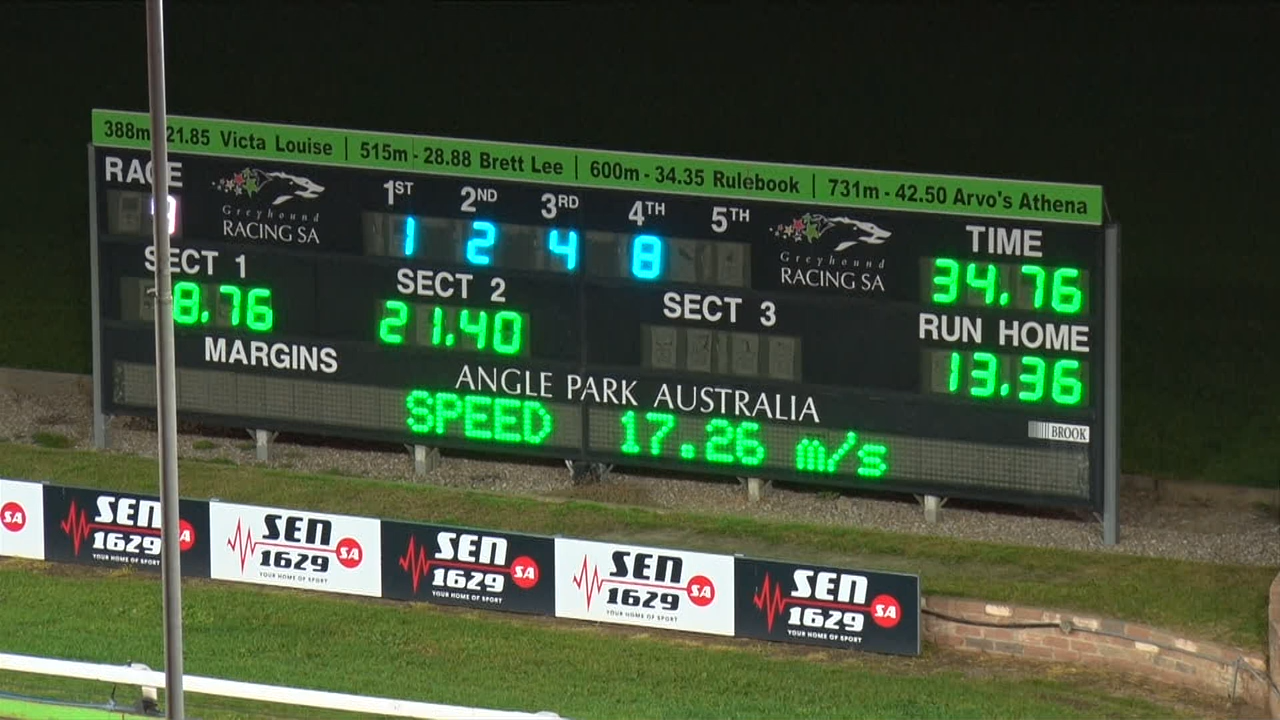 388m 21.85 Victa Louise | 515m - 28.88 Brett Lee | 600m - 34.35 Rulebook | 731m - 42.50 Arvo's Athena
RACE
Greyhound
RACING SA
1ST 2ND 3RD 4TH 5TH
1 2 4 8
Greyhound
RACING SA
TIME
34.76
SECT 1
8.76
SECT 2
21.40
SECT 3
RUN HOME
13.36
MARGINS
ANGLE PARK AUSTRALIA
SPEED 17.26 m/s
BROOK
SA
SEN
1629 SA
YOUR HOME OF SPORT
SEN
1629 SA
YOUR HOME OF SPORT
SEN
1629 SA
YOUR HOME OF SPORT
SEN
1629 SA
YOUR HOME OF SPORT
SEN
1629 SA
YOUR HOME OF SPORT